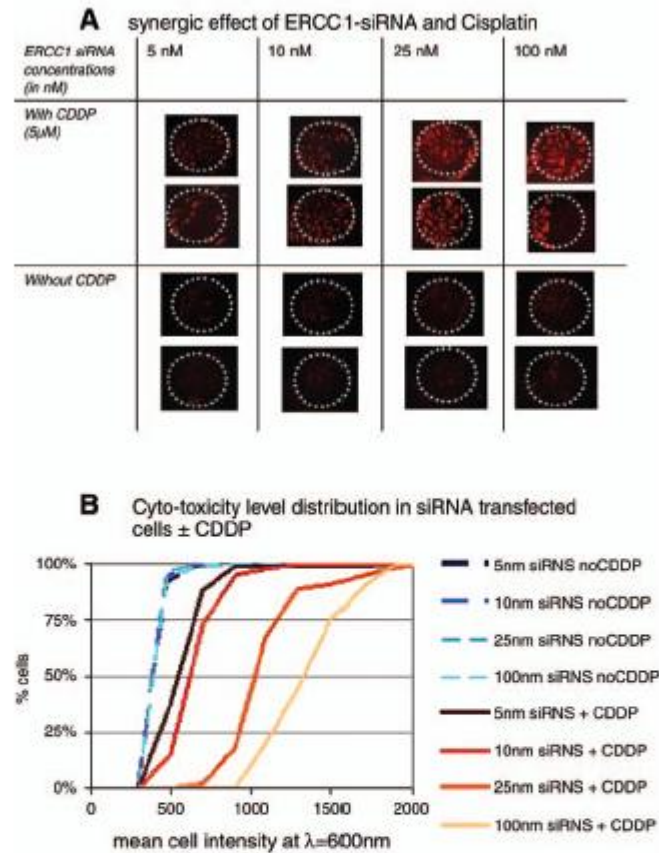 A synergic effect of ERCC1-siRNA and Cisplatin
ERCC1 siRNA concentrations (in nM)
5 nM
10 nM
25 nM
100 nM
With CDDP (5µM)
Without CDDP
B Cyto-toxicity level distribution in siRNA transfected cells ± CDDP
% cells
100%
75%
50%
25%
0%
0 500 1000 1500 2000
mean cell intensity at λ=600nm
5nm siRNS noCDDP
10nm siRNS noCDDP
25nm siRNS noCDDP
100nm siRNS noCDDP
5nm siRNS + CDDP
10nm siRNS + CDDP
25nm siRNS + CDDP
100nm siRNS + CDDP